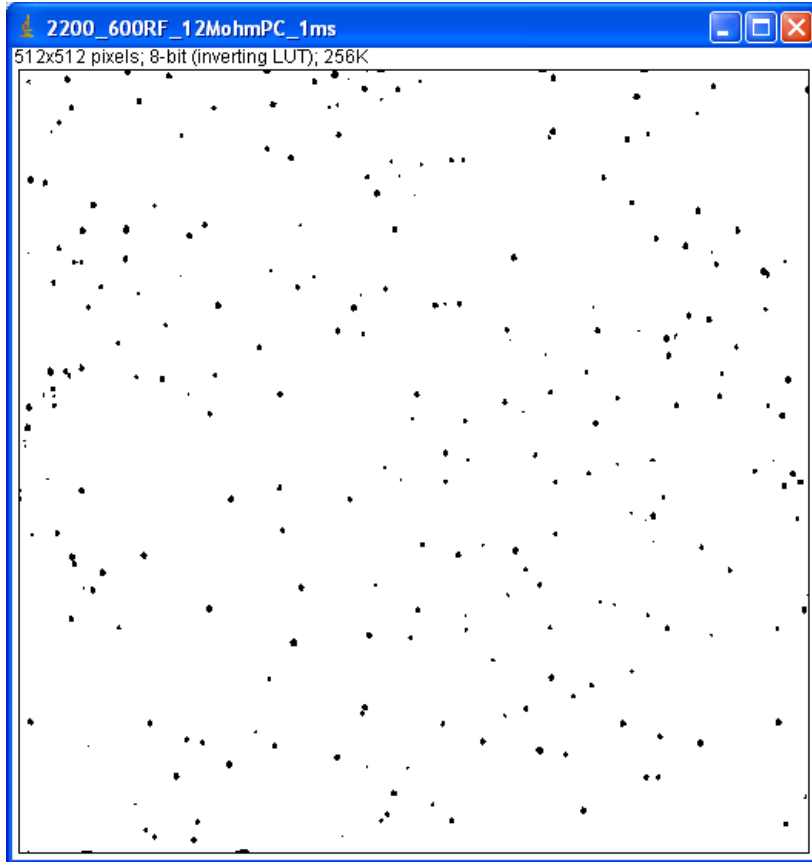 2200_600RF_12MohmPC_1ms
512x512 pixels; 8-bit (inverting LUT); 256K